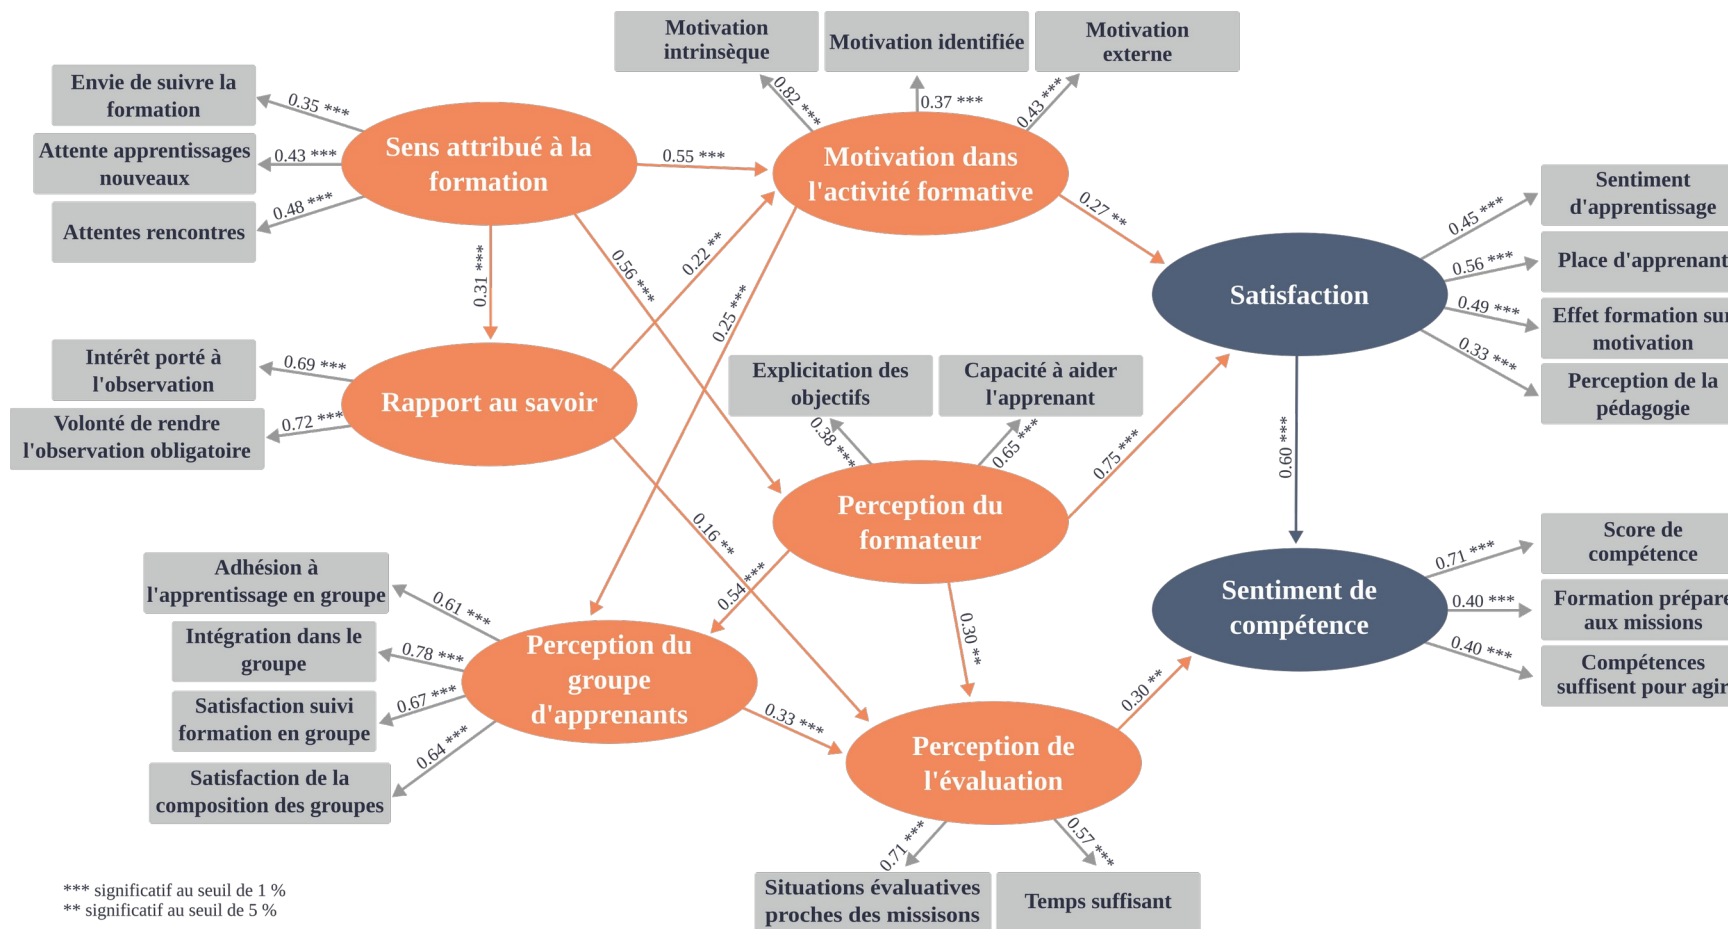 Motivation
intrinsèque
Motivation identifiée
Motivation
externe
0.82 ***
0.37 ***
0.43 ***
Envie de suivre la
formation
Attente apprentissages
nouveaux
Attentes rencontres
0.35 ***
0.43 ***
0.48 ***
Sens attribué à la
formation
0.55 ***
Motivation dans
l'activité formative
0.27 **
0.31 ***
0.56 ***
0.22 **
0.25 ***
Satisfaction
0.45 ***
0.56 ***
0.49 ***
0.33 ***
Sentiment
d'apprentissage
Place d'apprenant
Effet formation sur
motivation
Perception de la
pédagogie
Intérêt porté à
l'observation
Volonté de rendre
l'observation obligatoire
0.69 ***
0.72 ***
Rapport au savoir
Explicitation des
objectifs
Capacité à aider
l'apprenant
0.38 ***
0.65 ***
0.75 ***
0.60 ***
Perception du
formateur
0.16 **
0.54 ***
0.30 **
Adhésion à
l'apprentissage en groupe
Intégration dans le
groupe
Satisfaction suivi
formation en groupe
Satisfaction de la
composition des groupes
0.61 ***
0.78 ***
0.67 ***
0.64 ***
Perception du
groupe
d'apprenants
0.33 ***
Sentiment de
compétence
0.71 ***
0.40 ***
0.40 ***
Score de
compétence
Formation prépare
aux missions
Compétences
suffisent pour agir
0.30 **
Perception de
l'évaluation
0.71 ***
0.57 ***
Situations évaluatives
proches des missisons
Temps suffisant
*** significatif au seuil de 1 %
** significatif au seuil de 5 %